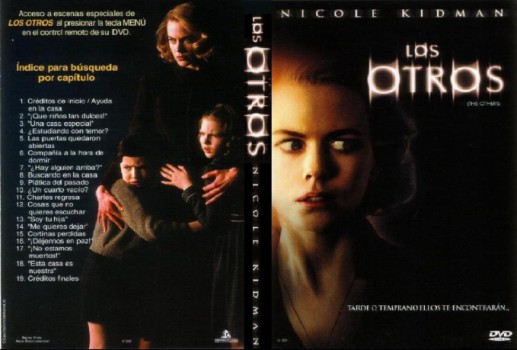 Acceso a escenas especiales de
LOS OTROS al presionar la tecla MENÚ
en el control remoto de su DVD.
Índice para búsqueda
por capítulo
1. Créditos de Inicio / Ayuda
en la casa
2. "¡Que niños tan dulces!"
3. "Una casa especial"
4. ¿Estudiando con temor?
5. Las puertas quedaron
abiertas
6. Compañía a la hora de
dormir
7. "¿Hay alguien arriba?"
8. Buscando en la casa
9. Plática del pasado
10. ¿Un cuarto vacío?
11. Charles regresa
12. Cosas que no
quieres escuchar
13. "Soy tu hija"
14. "Me quieres dejar"
15. Cortinas perdidas
16. "¡Déjennos en paz!"
17. "¡No estamos
muertos!"
18. "Esta casa es
nuestra"
19. Créditos finales
LOS OTROS
NICOLE KIDMAN
NICOLE KIDMAN
LOS
OTROS
(THE OTHERS)
TARDE O TEMPRANO ELLOS TE ENCONTRARÁN...
DVD